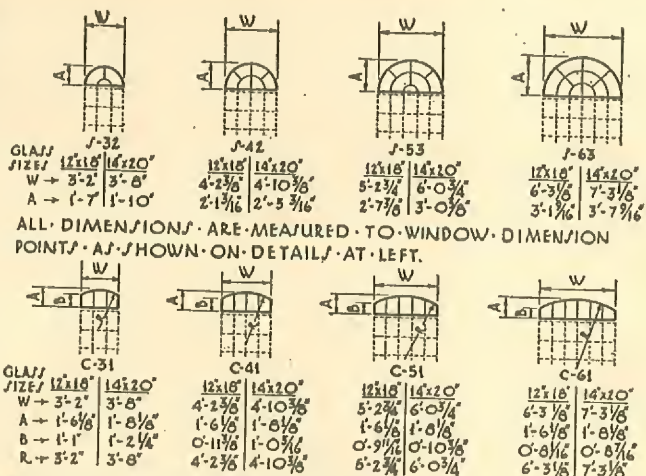 W W W W
A A A A
S-32 S-42 S-53 S-63
GLASS
SIZES 12"x18" 14"x20" 12"x18" 14"x20" 12"x18" 14"x20" 12"x18" 14"x20"
W → 3'-2" 3'-8" 4'-2 3/8" 4'-10 3/8" 5'-2 3/4" 6'-0 3/4" 6'-3 1/8" 7'-3 1/8"
A → 1'-7" 1'-10" 2'-1 3/16" 2'-5 3/16" 2'-7 3/8" 3'-0 3/8" 3'-1 9/16" 3'-7 9/16"
ALL · DIMENSIONS · ARE · MEASURED · TO · WINDOW · DIMENSION
POINTS · AS · SHOWN · ON · DETAILS · AT · LEFT.
W W W W
A B R A B R A B R A B R
C-31 C-41 C-51 C-61
GLASS
SIZES 12"x18" 14"x20" 12"x18" 14"x20" 12"x18" 14"x20" 12"x18" 14"x20"
W → 3'-2" 3'-8" 4'-2 3/8" 4'-10 3/8" 5'-2 3/4" 6'-0 3/4" 6'-3 1/8" 7'-3 1/8"
A → 1'-6 1/8" 1'-8 1/8" 1'-6 1/8" 1'-8 1/8" 1'-6 1/8" 1'-8 1/8" 1'-6 1/8" 1'-8 1/8"
B → 1'-1" 1'-2 1/4" 0'-11 3/8" 1'-0 3/16" 0'-9 11/16" 0'-10 3/8" 0'-8 1/16" 0'-8 7/16"
R → 3'-2" 3'-8" 4'-2 3/8" 4'-10 3/8" 5'-2 3/4" 6'-0 3/4" 6'-3 1/8" 7'-3 1/8"